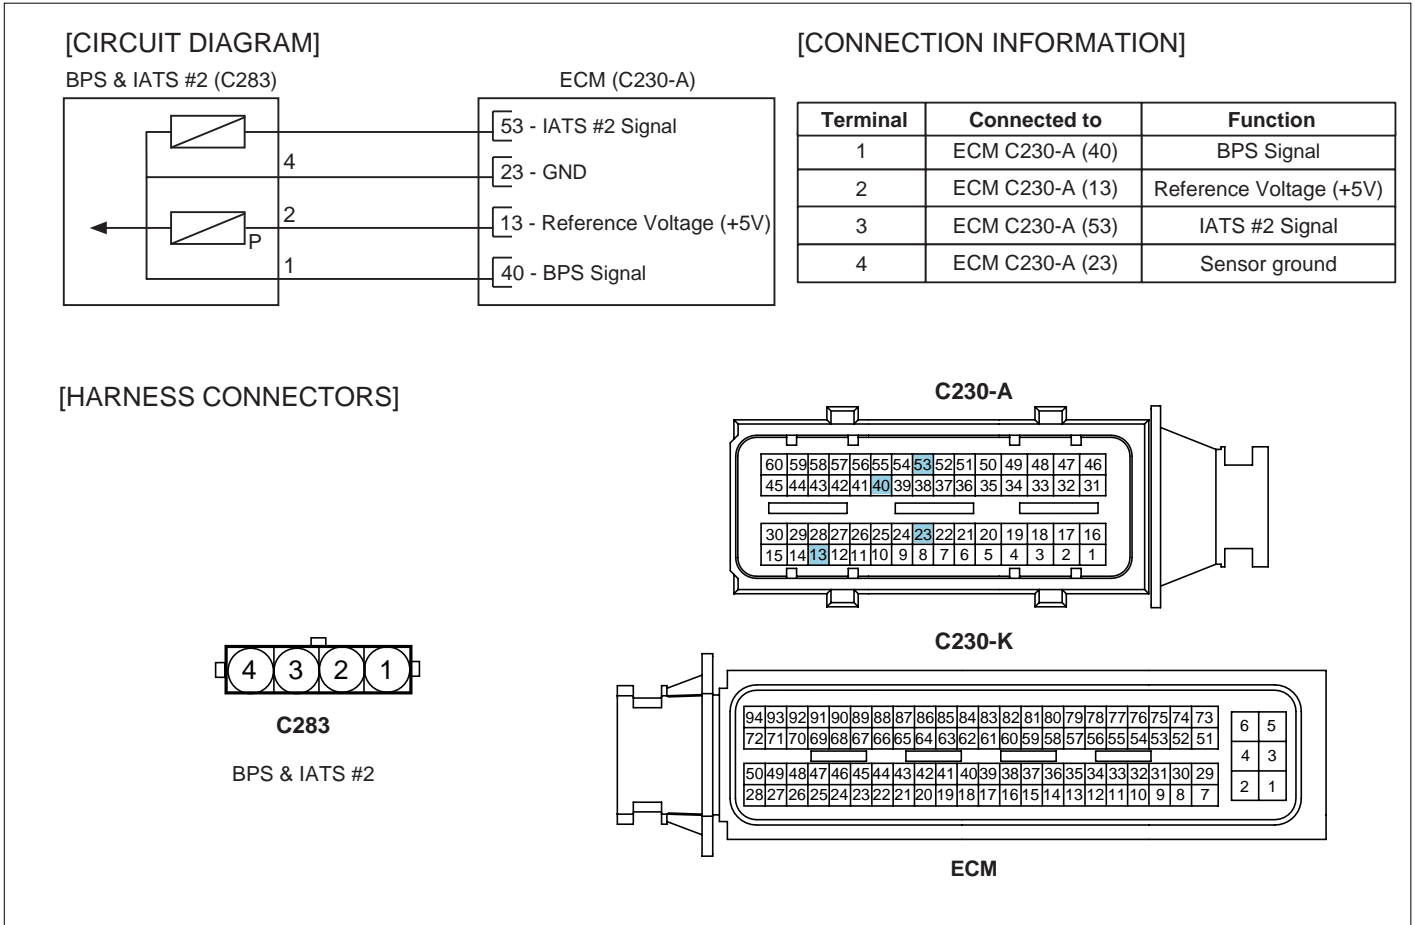 [CIRCUIT DIAGRAM]
BPS & IATS #2 (C283)
ECM (C230-A)
53 - IATS #2 Signal
4
23 - GND
2
13 - Reference Voltage (+5V)
P
1
40 - BPS Signal
[CONNECTION INFORMATION]
Terminal Connected to Function
1 ECM C230-A (40) BPS Signal
2 ECM C230-A (13) Reference Voltage (+5V)
3 ECM C230-A (53) IATS #2 Signal
4 ECM C230-A (23) Sensor ground
[HARNESS CONNECTORS]
C230-A
60 59 58 57 56 55 54 53 52 51 50 49 48 47 46
45 44 43 42 41 40 39 38 37 36 35 34 33 32 31
30 29 28 27 26 25 24 23 22 21 20 19 18 17 16
15 14 13 12 11 10 9 8 7 6 5 4 3 2 1
4 3 2 1
C283
BPS & IATS #2
C230-K
94 93 92 91 90 89 88 87 86 85 84 83 82 81 80 79 78 77 76 75 74 73
72 71 70 69 68 67 66 65 64 63 62 61 60 59 58 57 56 55 54 53 52 51
50 49 48 47 46 45 44 43 42 41 40 39 38 37 36 35 34 33 32 31 30 29
28 27 26 25 24 23 22 21 20 19 18 17 16 15 14 13 12 11 10 9 8 7
6 5
4 3
2 1
ECM